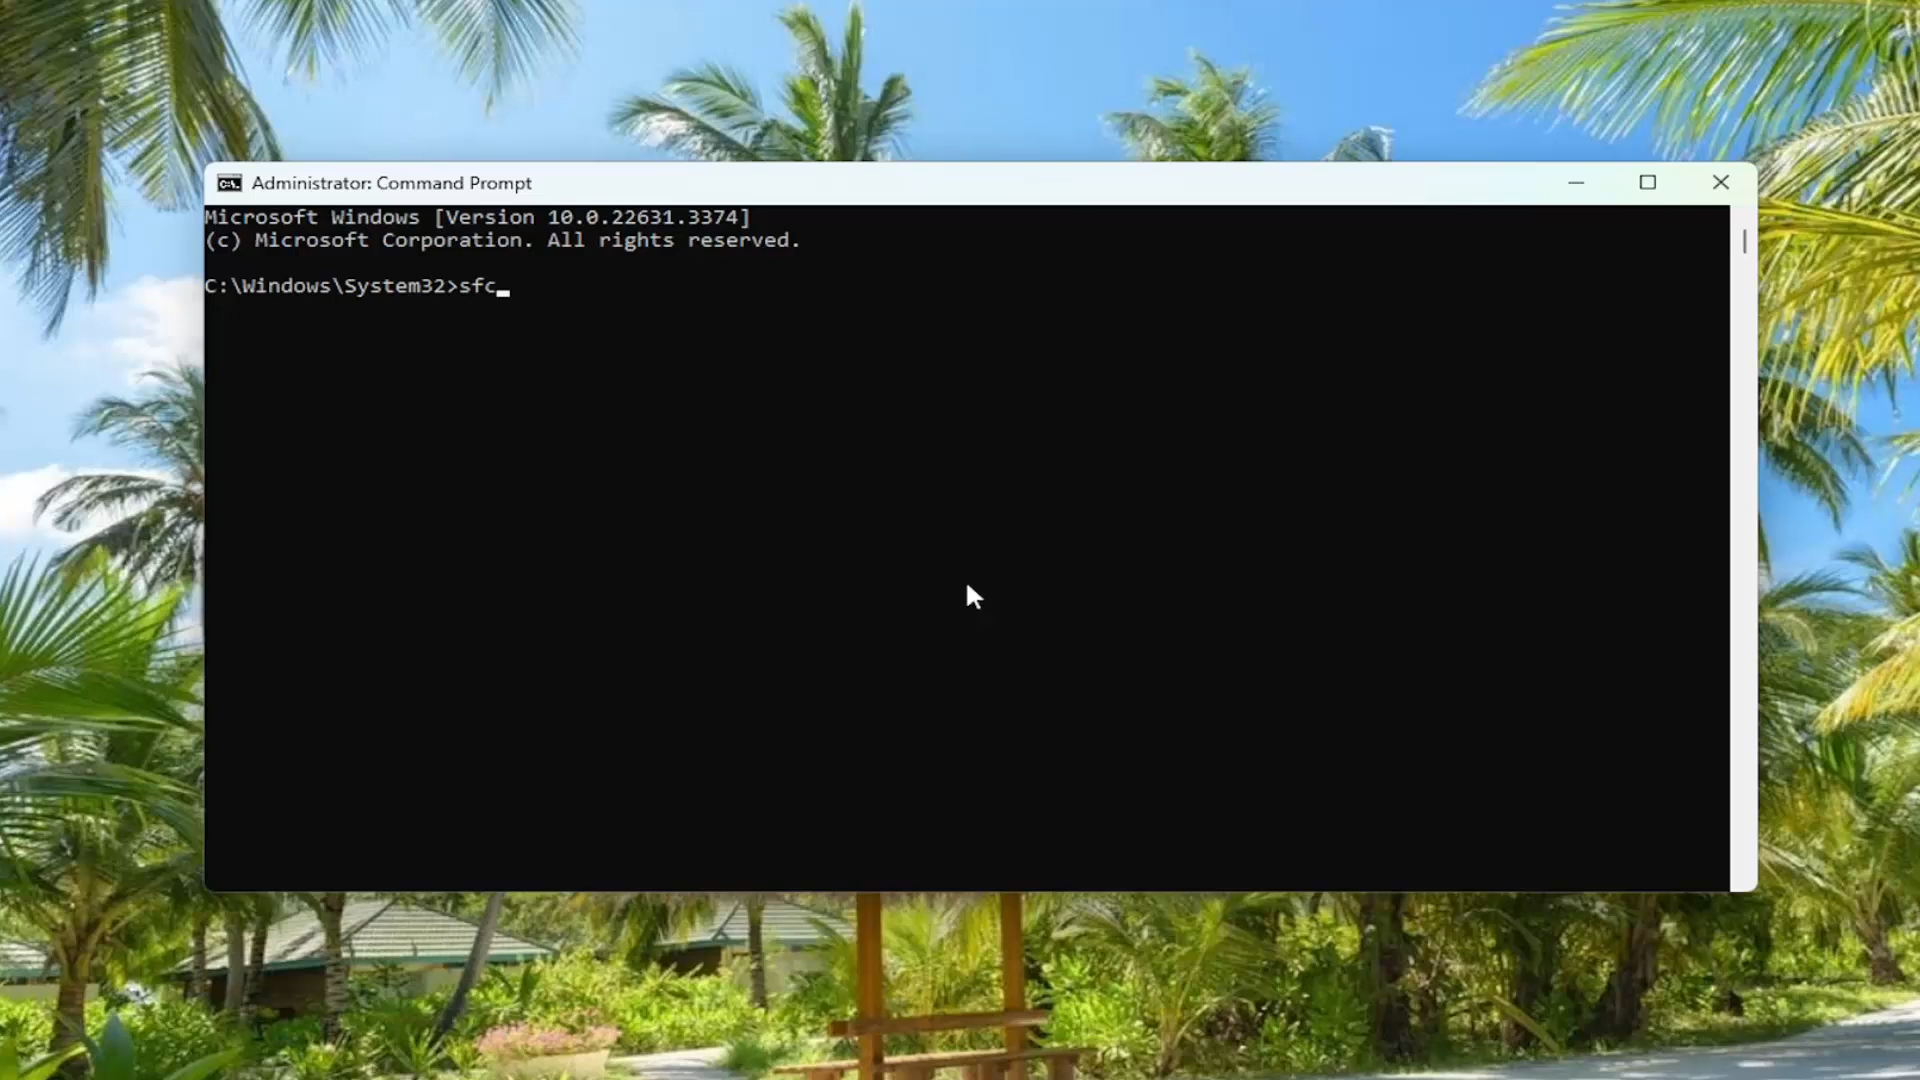 Administrator: Command Prompt
Microsoft Windows [Version 10.0.22631.3374]
(c) Microsoft Corporation. All rights reserved.
C:\Windows\System32>sfc